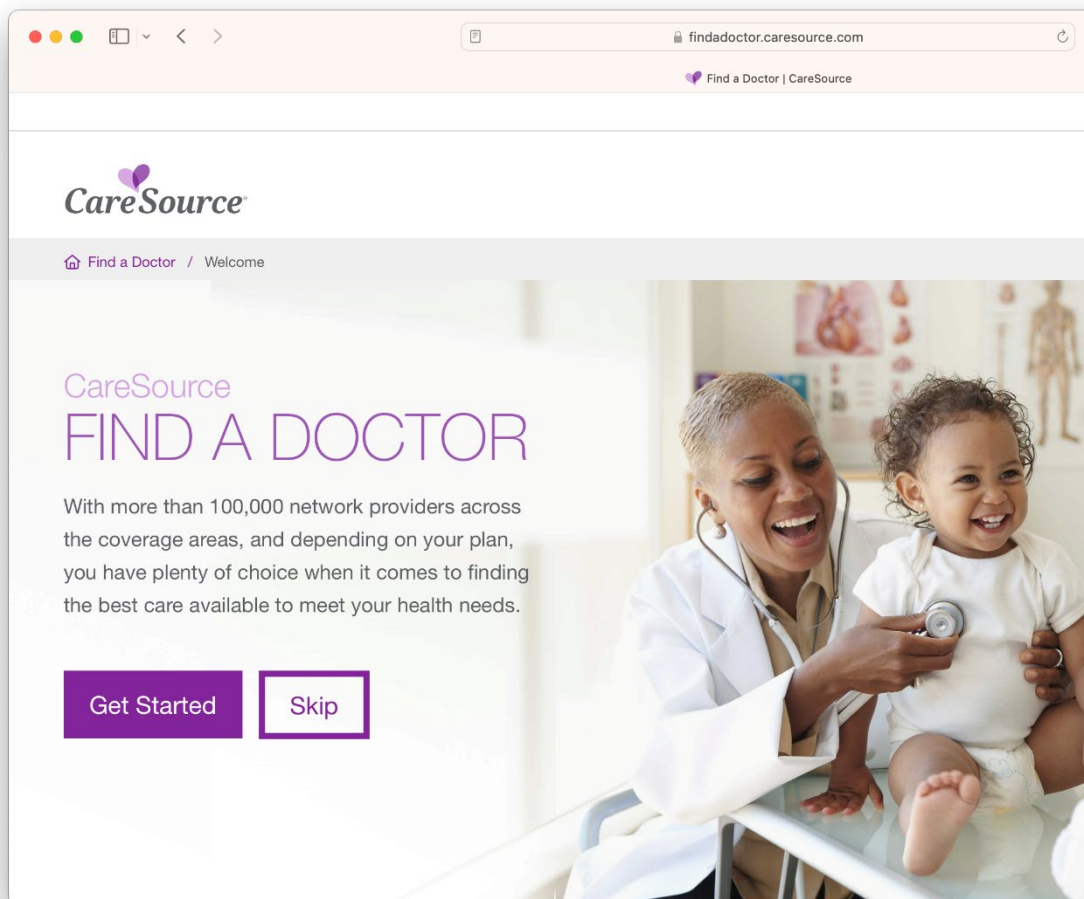 findadoctor.caresource.com
Find a Doctor | CareSource
CareSource
Find a Doctor / Welcome
CareSource
FIND A DOCTOR
With more than 100,000 network providers across
the coverage areas, and depending on your plan,
you have plenty of choice when it comes to finding
the best care available to meet your health needs.
Get Started
Skip